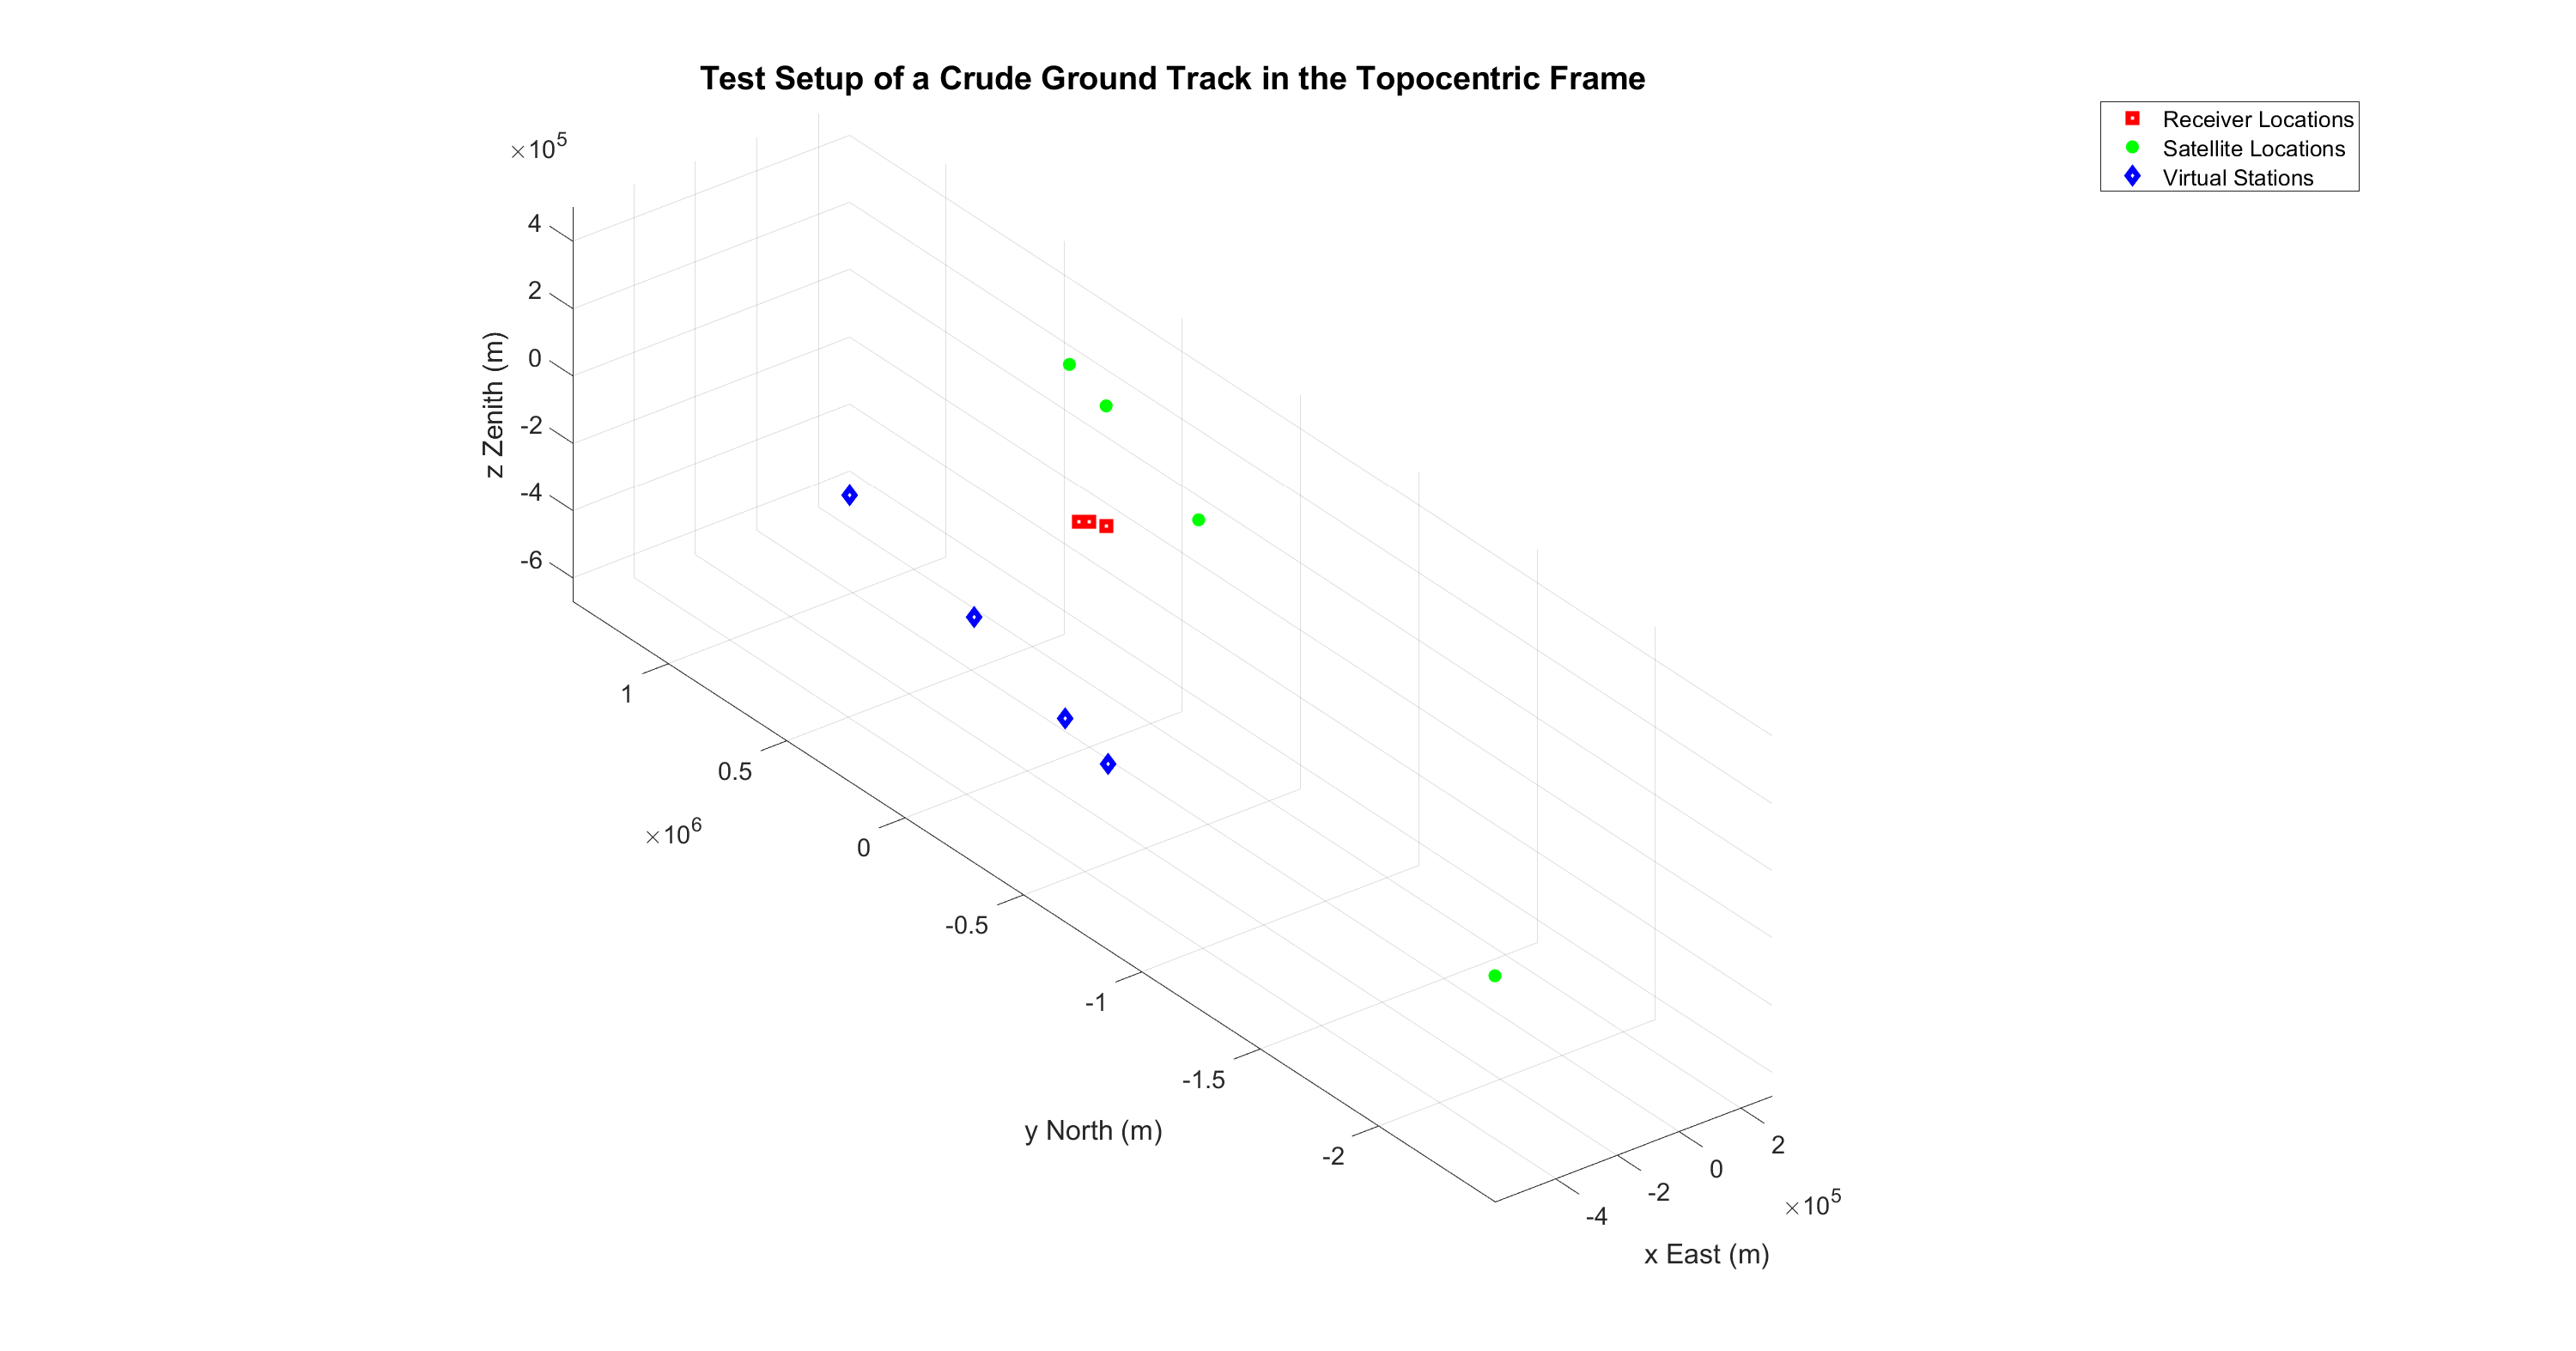 Test Setup of a Crude Ground Track in the Topocentric Frame
Receiver Locations
Satellite Locations
Virtual Stations
×10^5
4
2
0
-2
-4
-6
z Zenith (m)
1
0.5
0
-0.5
-1
-1.5
-2
×10^6
y North (m)
2
0
-2
-4
×10^5
x East (m)